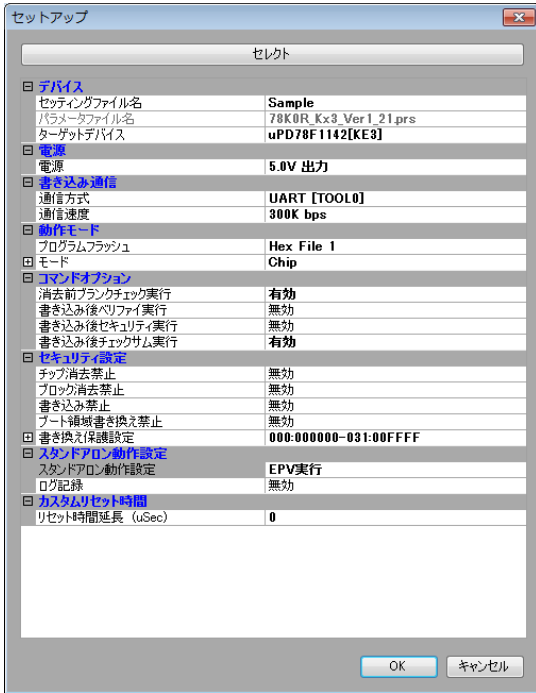 セットアップ
セレクト
デバイス
セッティングファイル名 Sample
パラメータファイル名 78K0R_Kx3_Ver1_21.prs
ターゲットデバイス uPD78F1142[KE3]
電源
電源 5.0V 出力
書き込み通信
通信方式 UART [TOOL0]
通信速度 300K bps
動作モード
プログラムフラッシュ Hex File 1
モード Chip
コマンドオプション
消去前ブランクチェック実行 有効
書き込み後ベリファイ実行 無効
書き込み後セキュリティ実行 無効
書き込み後チェックサム実行 有効
セキュリティ設定
チップ消去禁止 無効
ブロック消去禁止 無効
書き込み禁止 無効
ブート領域書き換え禁止 無効
書き換え保護設定 000:000000-031:00FFFF
スタンドアロン動作設定
スタンドアロン動作設定 EPV実行
ログ記録 無効
カスタムリセット時間
リセット時間延長 (uSec) 0
OK キャンセル